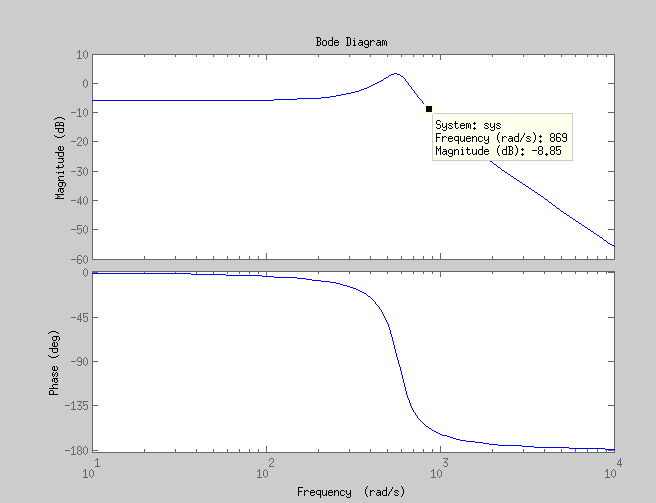 Bode Diagram
10
0
-10
-20
-30
-40
-50
-60
Magnitude (dB)
System: sys
Frequency (rad/s): 869
Magnitude (dB): -8.85
0
-45
-90
-135
-180
Phase (deg)
10^1
10^2
10^3
10^4
Frequency (rad/s)